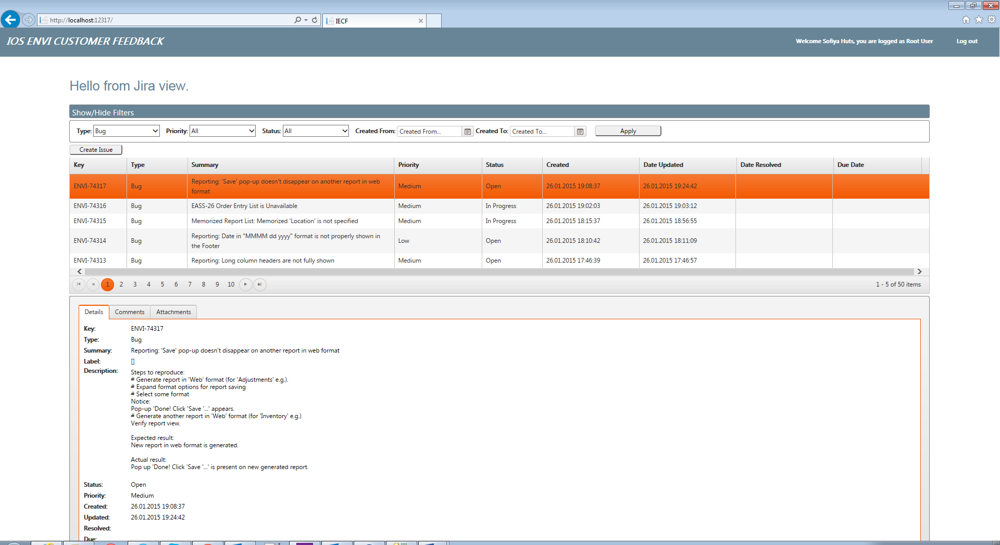 http://localhost:12317/
IECF
IOS ENVI CUSTOMER FEEDBACK
Welcome Sofiya Huts, you are logged as Root User
Log out
Hello from Jira view.
Show/Hide Filters
Type: Bug Priority: All Status: All Created From: Created From... Created To: Created To... Apply
Create Issue
Key Type Summary Priority Status Created Date Updated Date Resolved Due Date
ENVI-74317 Bug Reporting: 'Save' pop-up doesn't disappear on another report in web format Medium Open 26.01.2015 19:08:37 26.01.2015 19:24:42
ENVI-74316 Bug EASS-26 Order Entry List is Unavailable Medium In Progress 26.01.2015 19:02:03 26.01.2015 19:03:12
ENVI-74315 Bug Memorized Report List: Memorized 'Location' is not specified Medium In Progress 26.01.2015 18:15:37 26.01.2015 18:56:55
ENVI-74314 Bug Reporting: Date in "MMMM dd yyyy" format is not properly shown in the Footer Low Open 26.01.2015 18:10:42 26.01.2015 18:11:09
ENVI-74313 Bug Reporting: Long column headers are not fully shown Medium Open 26.01.2015 17:46:39 26.01.2015 17:46:57
1 2 3 4 5 6 7 8 9 10
1 - 5 of 50 items
Details Comments Attachments
Key: ENVI-74317
Type: Bug
Summary: Reporting: 'Save' pop-up doesn't disappear on another report in web format
Label: []
Description: Steps to reproduce:
# Generate report in 'Web' format (for 'Adjustments' e.g.).
# Expand format options for report saving
# Select some format
Notice:
Pop-up 'Done! Click 'Save '...' appears.
# Generate another report in 'Web' format (for 'Inventory' e.g.)
Verify report view.
Expected result:
New report in web format is generated.
Actual result:
Pop up 'Done! Click 'Save '...' is present on new generated report.
Status: Open
Priority: Medium
Created: 26.01.2015 19:08:37
Updated: 26.01.2015 19:24:42
Resolved:
Due: